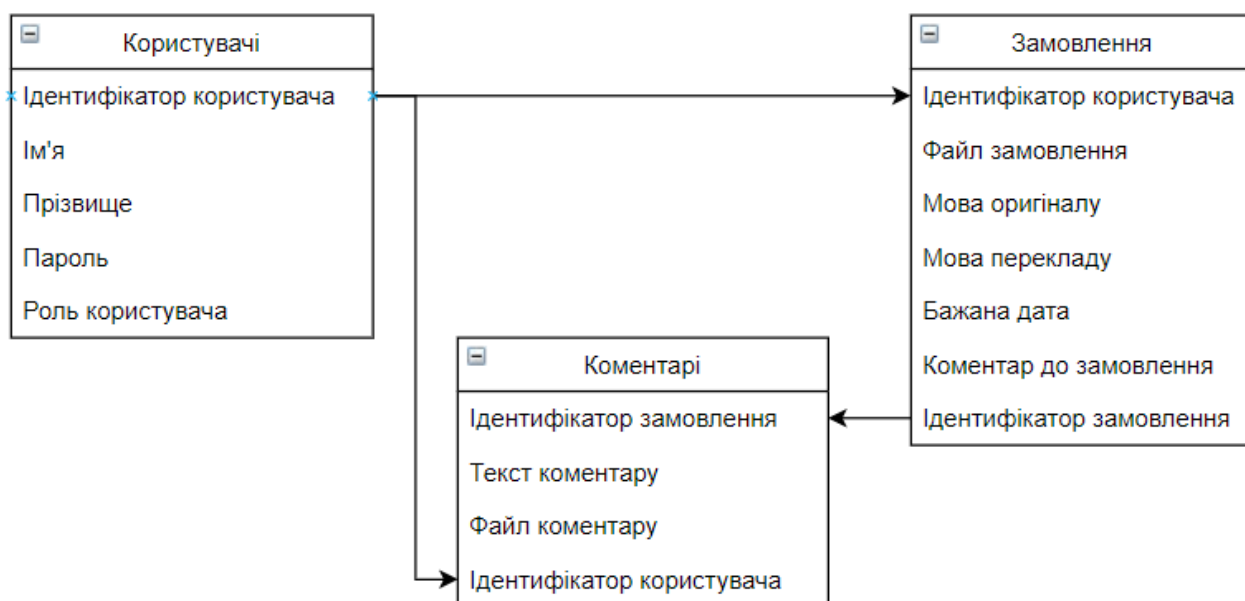 Користувачі
Ідентифікатор користувача
Ім'я
Прізвище
Пароль
Роль користувача
Замовлення
Ідентифікатор користувача
Файл замовлення
Мова оригіналу
Мова перекладу
Бажана дата
Коментар до замовлення
Ідентифікатор замовлення
Коментарі
Ідентифікатор замовлення
Текст коментару
Файл коментару
Ідентифікатор користувача